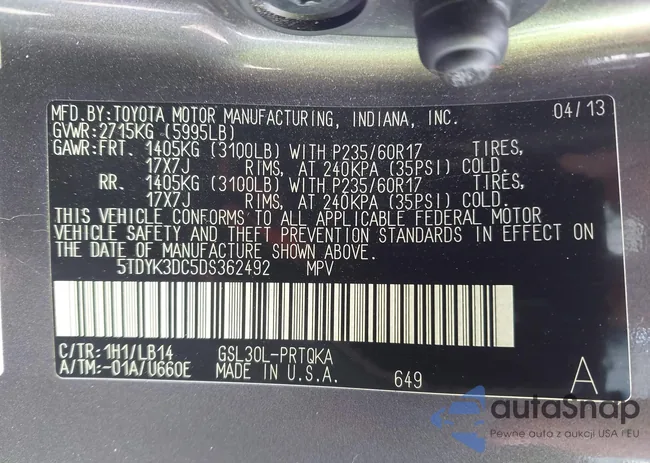 MFD.BY:TOYOTA MOTOR MANUFACTURING, INDIANA, INC. 04/13
GVWR:2715KG (5995LB)
GAWR:FRT. 1405KG (3100LB) WITH P235/60R17 TIRES,
17X7J RIMS, AT 240KPA (35PSI) COLD.
RR. 1405KG (3100LB) WITH P235/60R17 TIRES,
17X7J RIMS, AT 240KPA (35PSI) COLD.
THIS VEHICLE CONFORMS TO ALL APPLICABLE FEDERAL MOTOR
VEHICLE SAFETY AND THEFT PREVENTION STANDARDS IN EFFECT ON
THE DATE OF MANUFACTURE SHOWN ABOVE.
5TDYK3DC5DS362492 MPV
C/TR:1H1/LB14 GSL30L-PRTQKA
A/TM:-01A/U660E MADE IN U.S.A. 649 A
autoSnap
Pewne auta z aukcji USA i EU